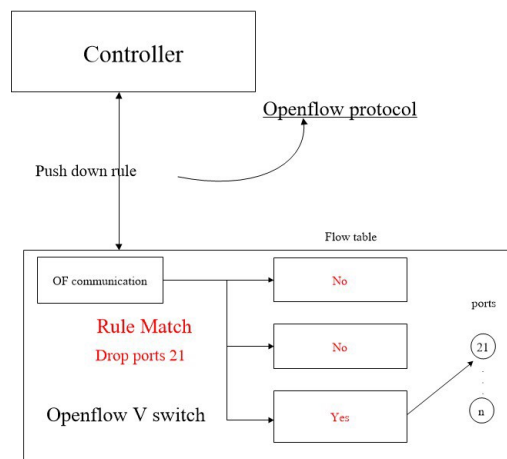 Controller
Openflow protocol
Push down rule
Flow table
OF communication
No
ports
Rule Match
Drop ports 21
No
21
Openflow V switch
Yes
n